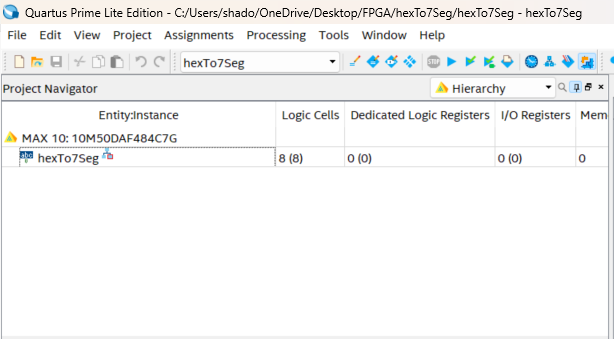 Quartus Prime Lite Edition - C:/Users/shado/OneDrive/Desktop/FPGA/hexTo7Seg/hexTo7Seg - hexTo7Seg
File Edit View Project Assignments Processing Tools Window Help
hexTo7Seg
STOP
Project Navigator Hierarchy
Entity:Instance Logic Cells Dedicated Logic Registers I/O Registers Mem
MAX 10: 10M50DAF484C7G
abc hexTo7Seg 8 (8) 0 (0) 0 (0) 0